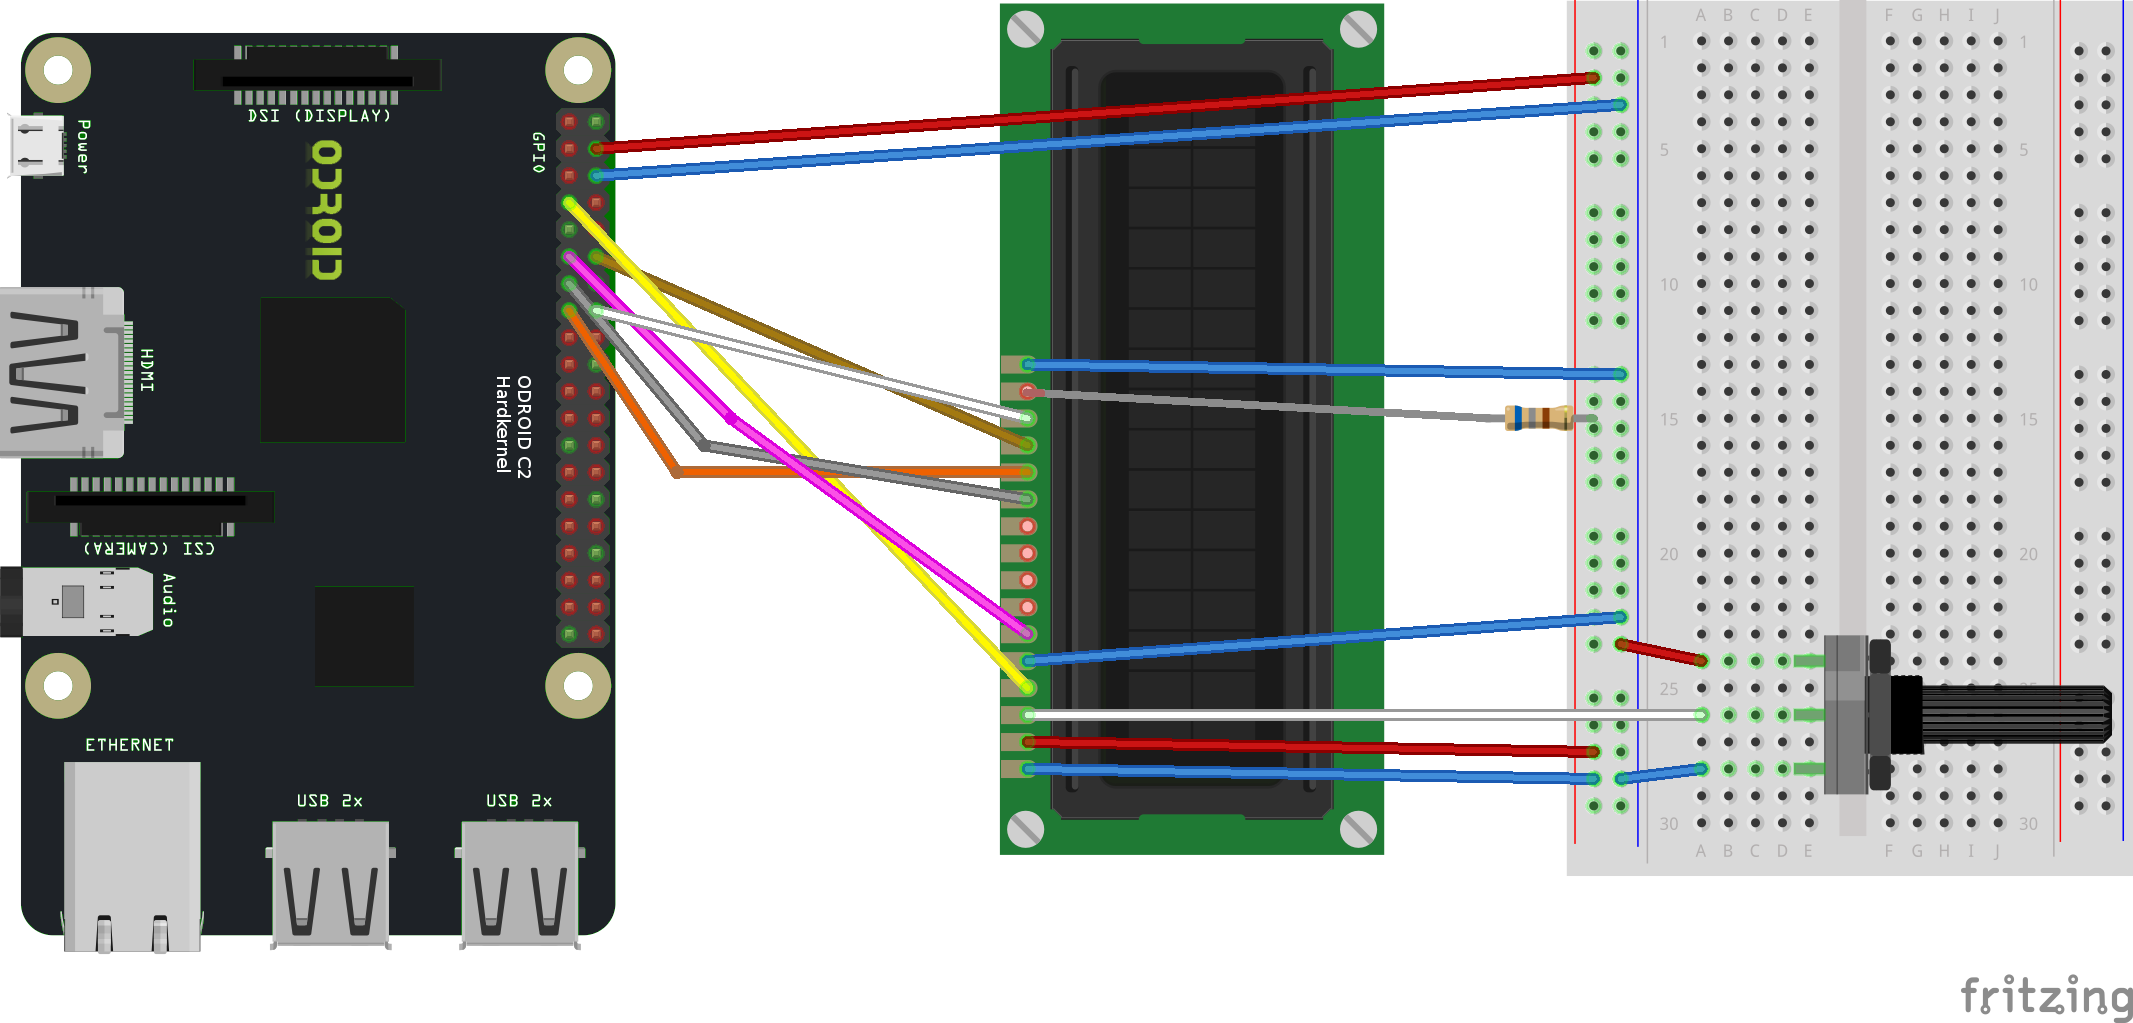 A B C D E F G H I J
1 1
DSI (DISPLAY)
Power
GPIO
ODROID
5 5
10 10
HDMI
ODROID C2
Hardkernel
15 15
CSI (CAMERA)
20 20
Audio
25 25
ETHERNET
USB 2x
USB 2x
30 30
A B C D E F G H I J
fritzing